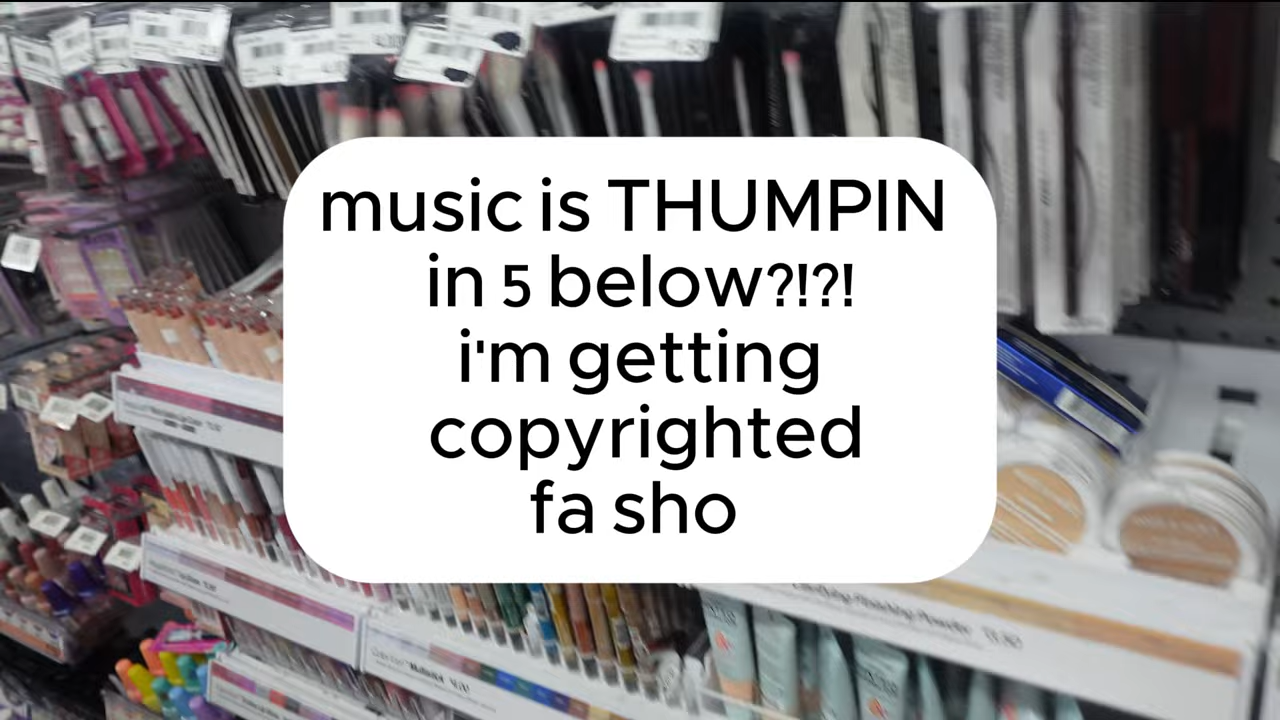 music is THUMPIN
in 5 below?!?!
i'm getting
copyrighted
fa sho